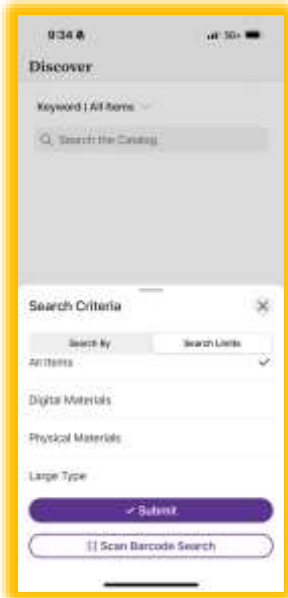 9:34
5G+
Discover
Keyword | All Items
Search the Catalog
Search Criteria
Search By
Search Limits
All Items
Digital Materials
Physical Materials
Large Type
Submit
Scan Barcode Search